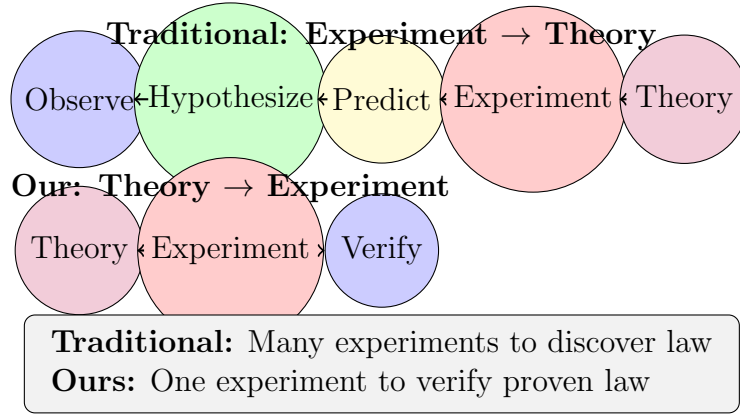 Traditional: Experiment → Theory
Observe Hypothesize Predict Experiment Theory
Our: Theory → Experiment
Theory Experiment Verify
Traditional: Many experiments to discover law
Ours: One experiment to verify proven law